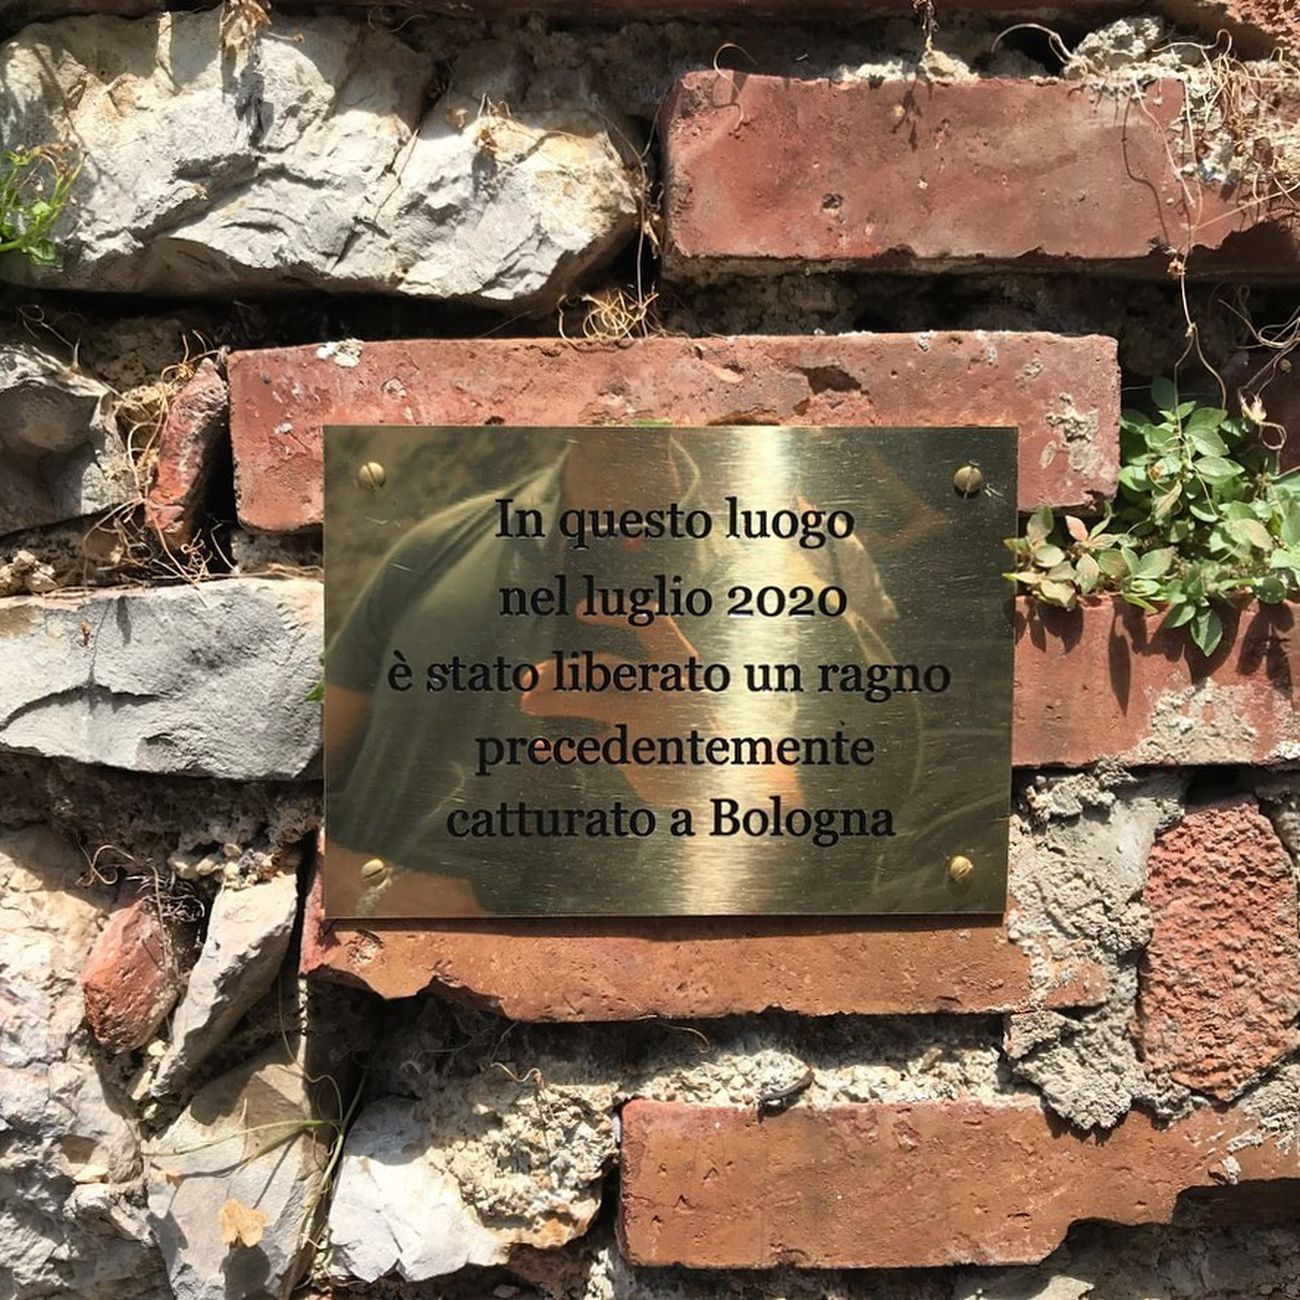 In questo luogo
nel luglio 2020
è stato liberato un ragno
precedentemente
catturato a Bologna